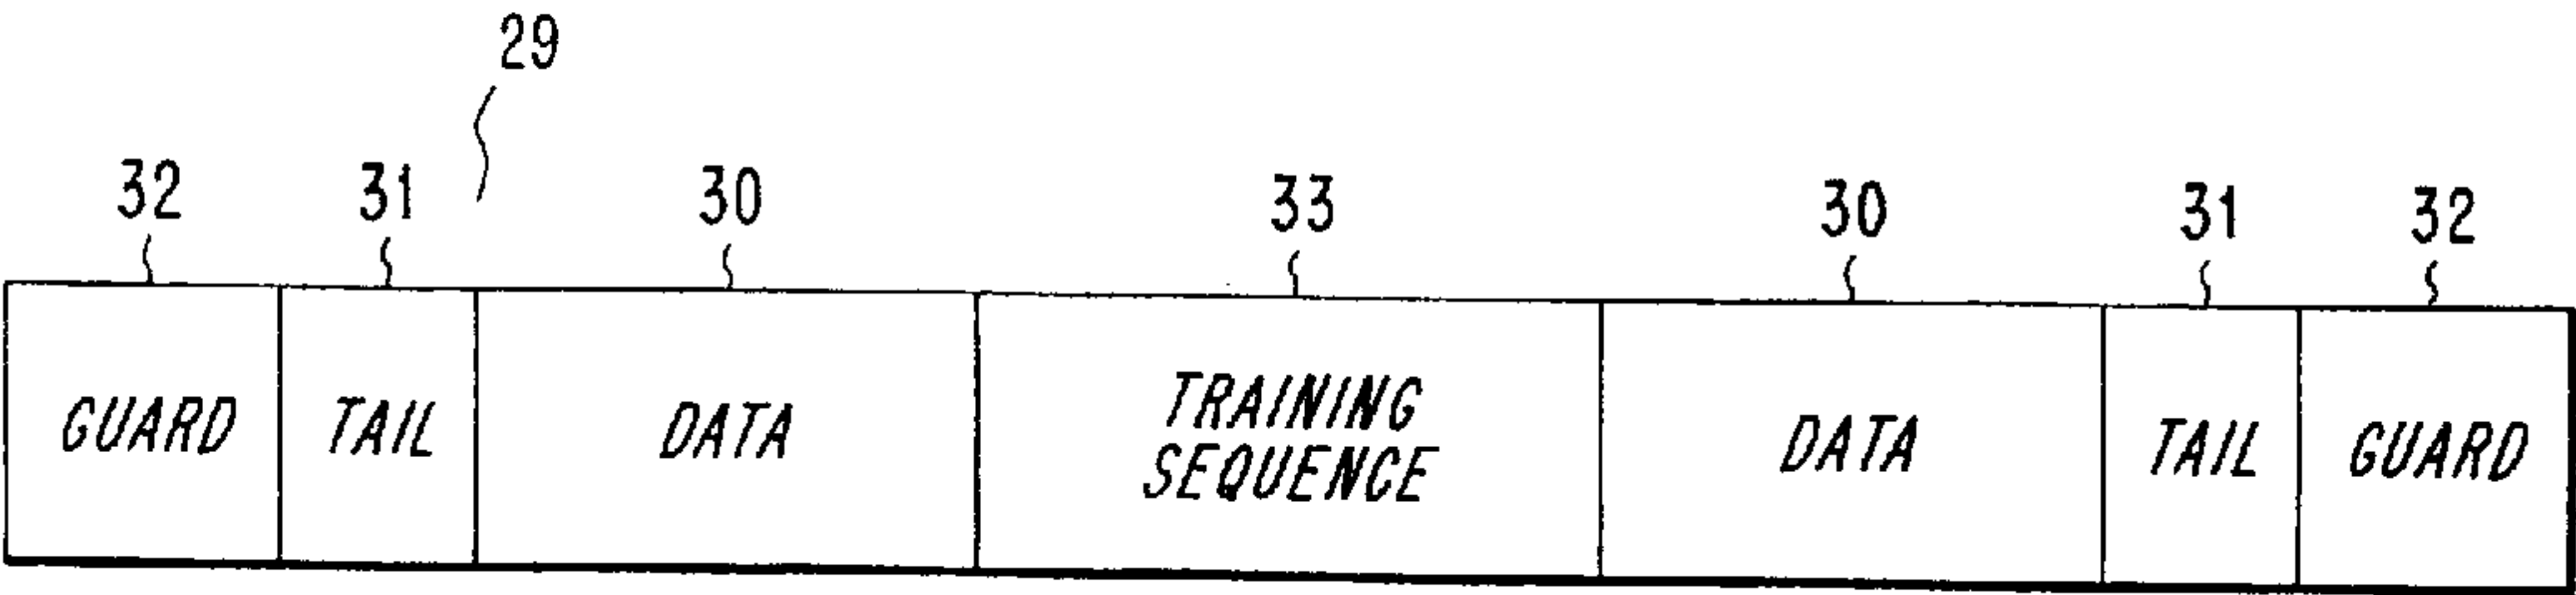 29
32 31 30 33 30 31 32
GUARD TAIL DATA TRAINING SEQUENCE DATA TAIL GUARD